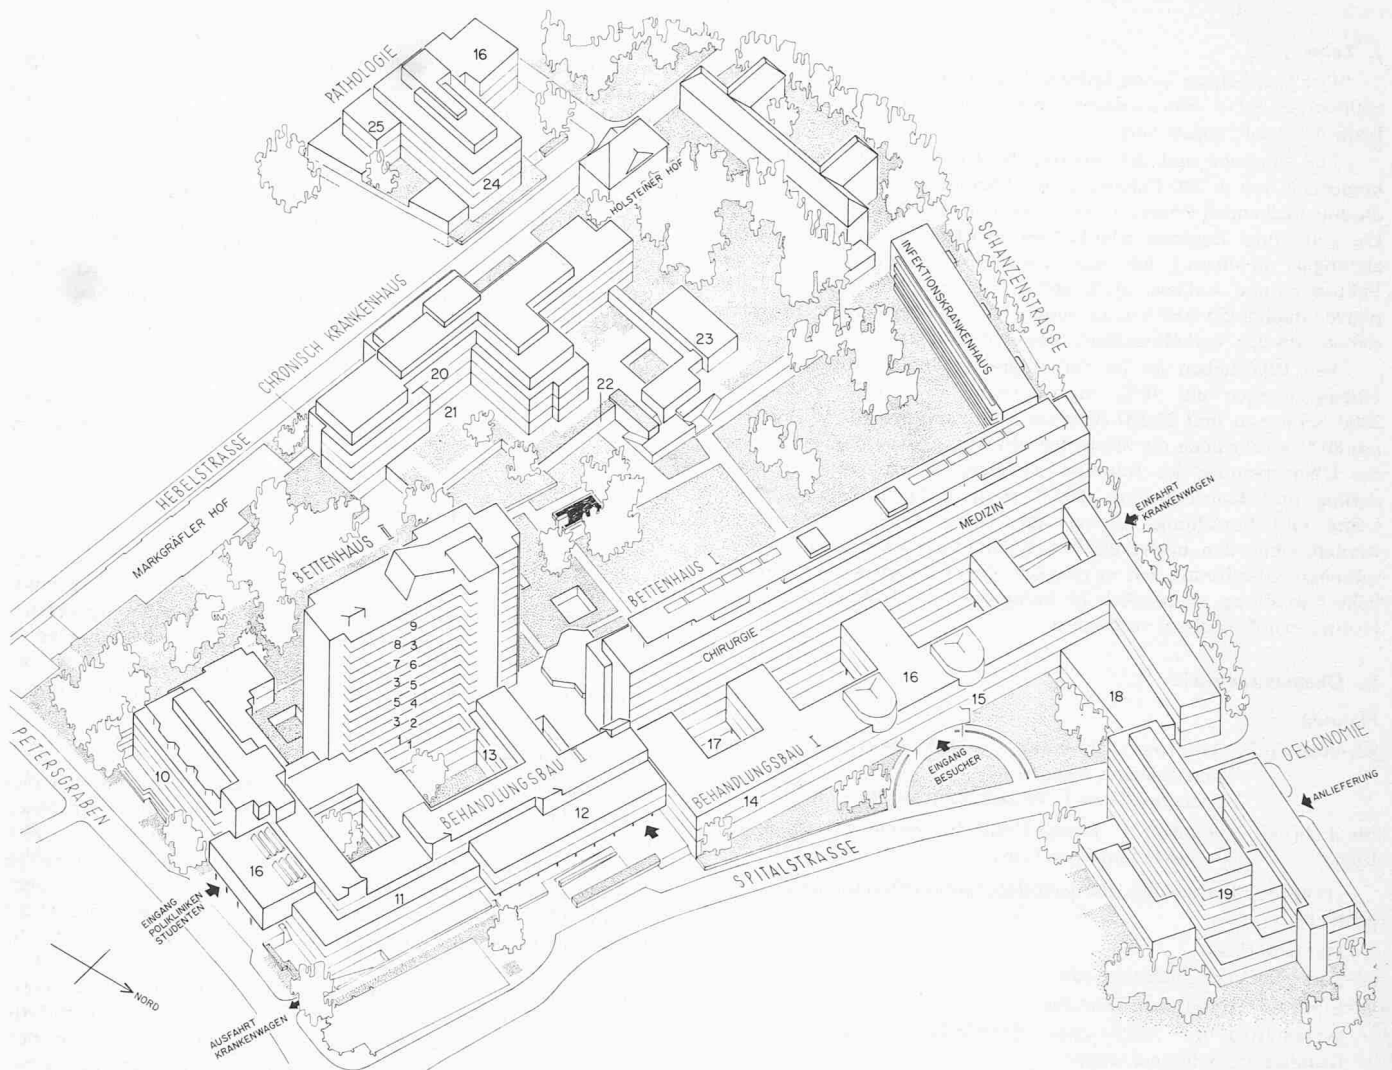 PATHOLOGIE
16
25
24
HOLSTEINER HOF
SCHANZENSTRASSE
INFEKTIONSKRANKENHAUS
CHRONISCH KRANKENHAUS
23
20
22
21
HEBELSTRASSE
MARKGRÄFLER HOF
EINFAHRT
KRANKENWAGEN
MEDIZIN
BETTENHAUS II
BETTENHAUS I
CHIRURGIE
9
8 3
7 6
3 5
5 4
3 2
1 1
16
15
18
17
10
13
PETERSGRABEN
BEHANDLUNGSBAU II
BEHANDLUNGSBAU I
EINGANG
BESUCHER
OEKONOMIE
ANLIEFERUNG
12
14
SPITALSTRASSE
16
11
19
EINGANG
POLIKLINIKEN
STUDENTEN
NORD
AUSFAHRT
KRANKENWAGEN